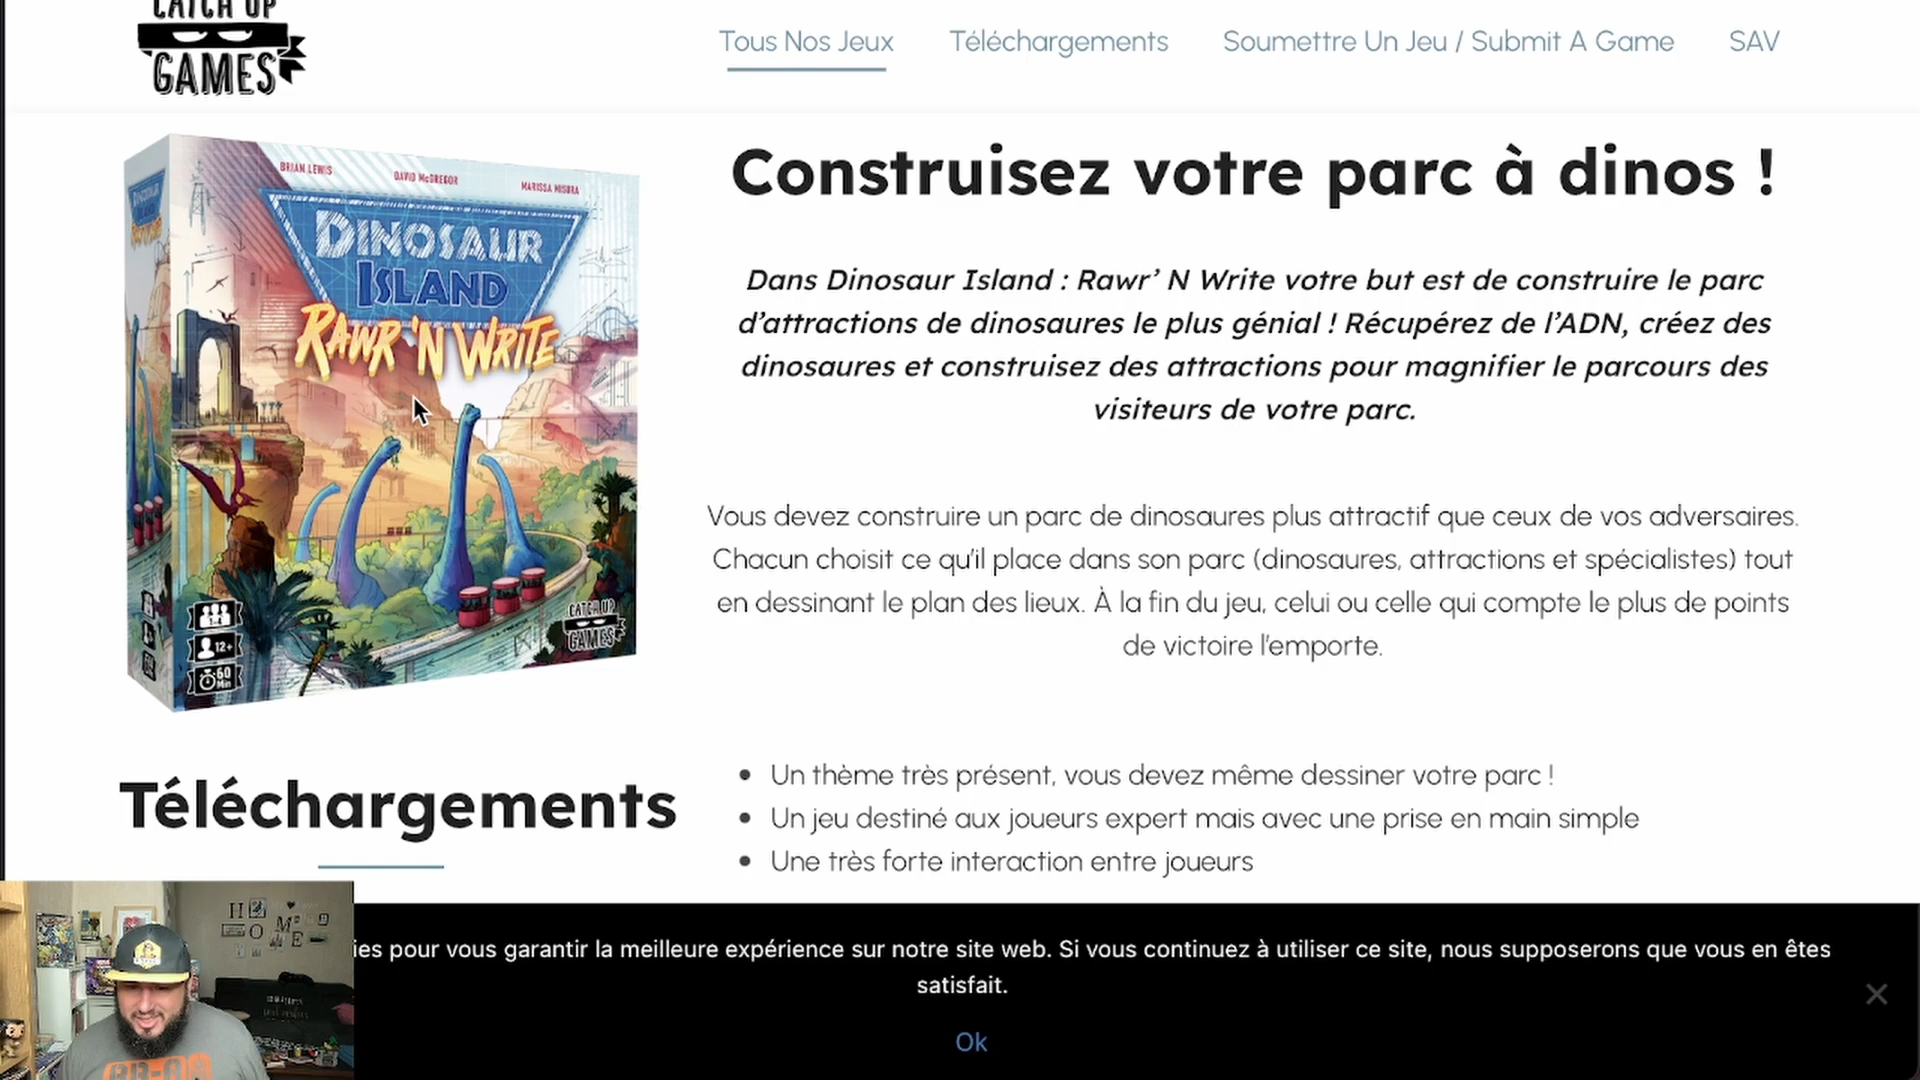 CATCH UP
GAMES
Tous Nos Jeux
Téléchargements
Soumettre Un Jeu / Submit A Game
SAV
BRIAN LEWIS
DAVID McGREGOR
MARISSA MISURA
DINOSAUR
ISLAND
RAWR 'N WRITE
1-4
12+
60
Min
CATCH UP
GAMES
Construisez votre parc à dinos !
Dans Dinosaur Island : Rawr’ N Write votre but est de construire le parc
d’attractions de dinosaures le plus génial ! Récupérez de l’ADN, créez des
dinosaures et construisez des attractions pour magnifier le parcours des
visiteurs de votre parc.
Vous devez construire un parc de dinosaures plus attractif que ceux de vos adversaires.
Chacun choisit ce qu’il place dans son parc (dinosaures, attractions et spécialistes) tout
en dessinant le plan des lieux. À la fin du jeu, celui ou celle qui compte le plus de points
de victoire l’emporte.
Téléchargements
• Un thème très présent, vous devez même dessiner votre parc !
• Un jeu destiné aux joueurs expert mais avec une prise en main simple
• Une très forte interaction entre joueurs
ies pour vous garantir la meilleure expérience sur notre site web. Si vous continuez à utiliser ce site, nous supposerons que vous en êtes
satisfait.
Ok
HOME